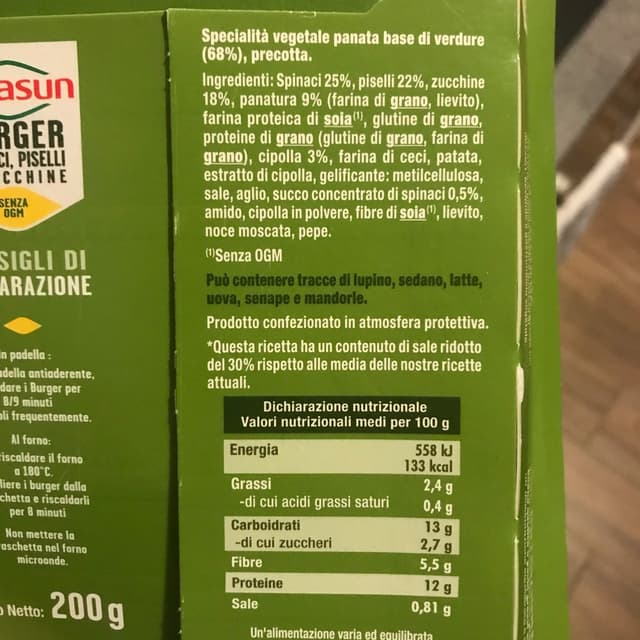 asun
RGER
CI, PISELLI
CCHINE
SENZA
OGM
SIGLI DI
ARAZIONE
n padella :
della antiaderente,
dare i Burger per
8/9 minuti
oli frequentemente.
Al forno:
riscaldare il forno
a 180°C.
liere i burger dalla
chetta e riscaldarli
per 8 minuti
Non mettere la
aschetta nel forno
microonde.
o Netto: 200g
Specialità vegetale panata base di verdure
(68%), precotta.
Ingredienti: Spinaci 25%, piselli 22%, zucchine
18%, panatura 9% (farina di grano, lievito),
farina proteica di soia(1), glutine di grano,
proteine di grano (glutine di grano, farina di
grano), cipolla 3%, farina di ceci, patata,
estratto di cipolla, gelificante: metilcellulosa,
sale, aglio, succo concentrato di spinaci 0,5%,
amido, cipolla in polvere, fibre di soia(1), lievito,
noce moscata, pepe.
(1)Senza OGM
Può contenere tracce di lupino, sedano, latte,
uova, senape e mandorle.
Prodotto confezionato in atmosfera protettiva.
*Questa ricetta ha un contenuto di sale ridotto
del 30% rispetto alle media delle nostre ricette
attuali.
Dichiarazione nutrizionale
Valori nutrizionali medi per 100 g
Energia 558 kJ
133 kcal
Grassi 2,4 g
-di cui acidi grassi saturi 0,4 g
Carboidrati 13 g
-di cui zuccheri 2,7 g
Fibre 5,5 g
Proteine 12 g
Sale 0,81 g
Un'alimentazione varia ed equilibrata